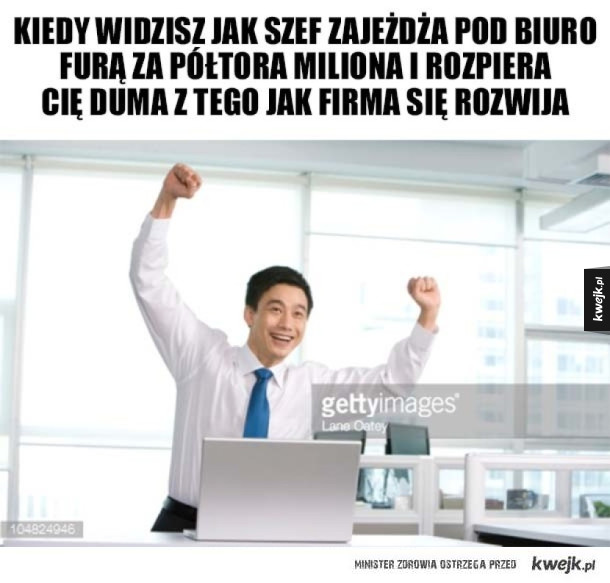 KIEDY WIDZISZ JAK SZEF ZAJEŻDŻA POD BIURO
FURĄ ZA PÓŁTORA MILIONA I ROZPIERA
CIĘ DUMA Z TEGO JAK FIRMA SIĘ ROZWIJA
kwejk.pl
gettyimages®
Lane Oatey
104824946
MINISTER ZDROWIA OSTRZEGA PRZED kwejk.pl